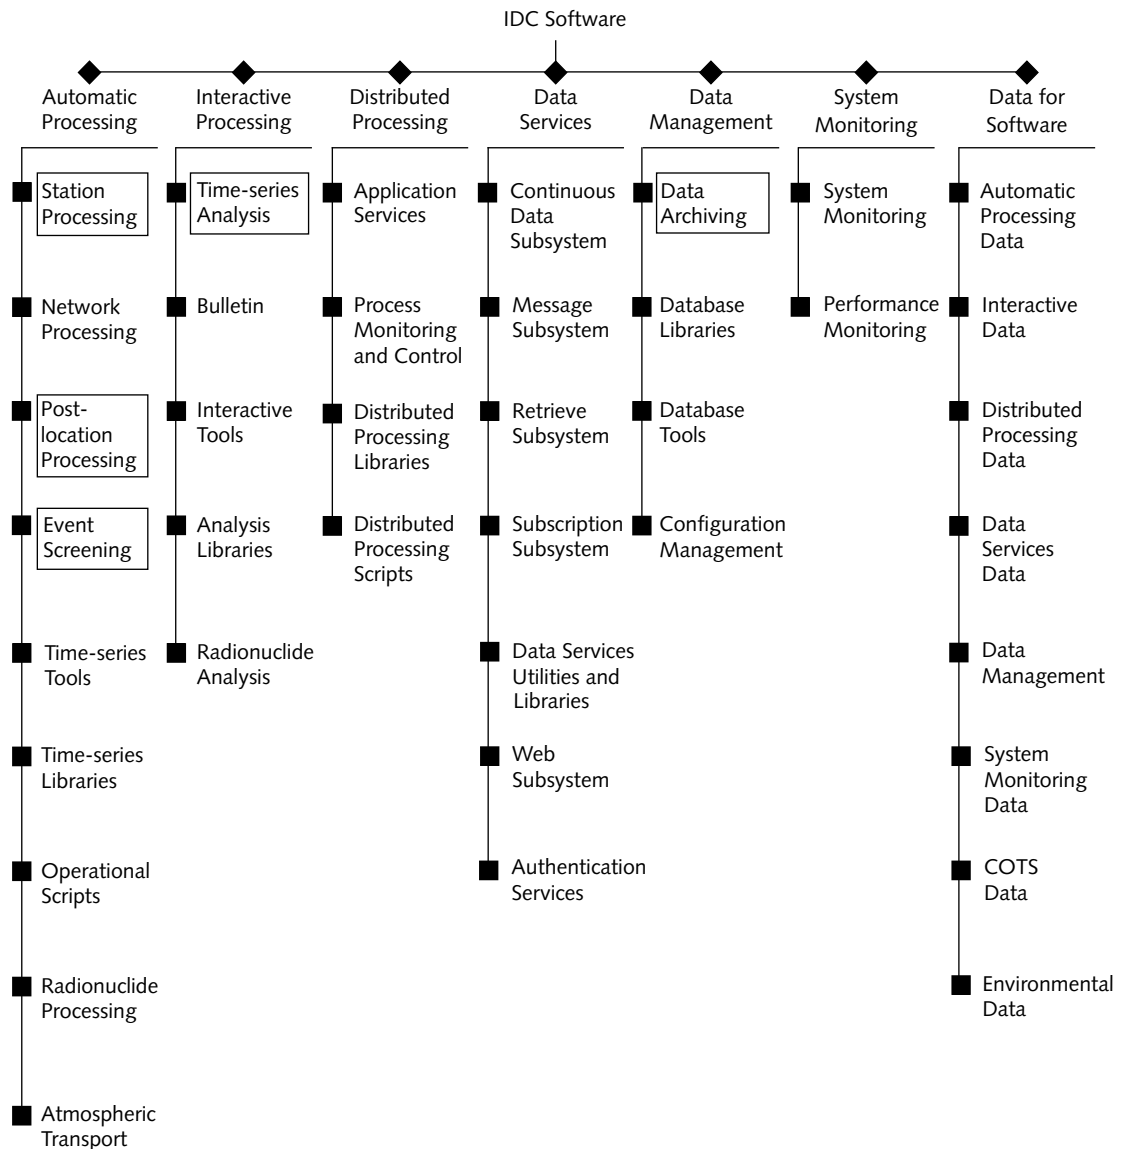 IDC Software
Automatic
Processing
Interactive
Processing
Distributed
Processing
Data
Services
Data
Management
System
Monitoring
Data for
Software
Station
Processing
Network
Processing
Post-
location
Processing
Event
Screening
Time-series
Tools
Time-series
Libraries
Operational
Scripts
Radionuclide
Processing
Atmospheric
Transport
Time-series
Analysis
Bulletin
Interactive
Tools
Analysis
Libraries
Radionuclide
Analysis
Application
Services
Process
Monitoring
and Control
Distributed
Processing
Libraries
Distributed
Processing
Scripts
Continuous
Data
Subsystem
Message
Subsystem
Retrieve
Subsystem
Subscription
Subsystem
Data Services
Utilities and
Libraries
Web
Subsystem
Authentication
Services
Data
Archiving
Database
Libraries
Database
Tools
Configuration
Management
System
Monitoring
Performance
Monitoring
Automatic
Processing
Data
Interactive
Data
Distributed
Processing
Data
Data
Services
Data
Data
Management
System
Monitoring
Data
COTS
Data
Environmental
Data